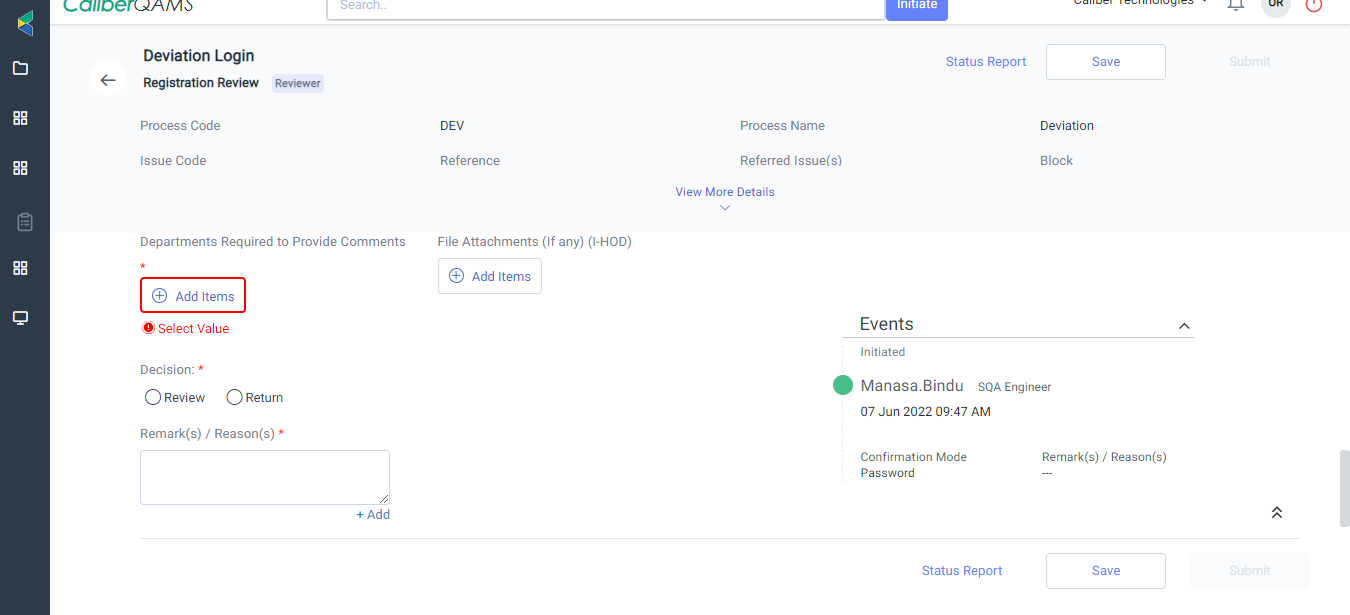 CaliberQAMS
Search..
Initiate
Caliber Technologies
OR
Deviation Login
Registration Review Reviewer
Status Report
Save
Submit
Process Code DEV Process Name Deviation
Issue Code Reference Referred Issue(s) Block
View More Details
Departments Required to Provide Comments
*
Add Items
Select Value
File Attachments (If any) (I-HOD)
Add Items
Decision: *
Review Return
Remark(s) / Reason(s) *
+ Add
Events
Initiated
Manasa.Bindu SQA Engineer
07 Jun 2022 09:47 AM
Confirmation Mode Remark(s) / Reason(s)
Password ---
Status Report
Save
Submit